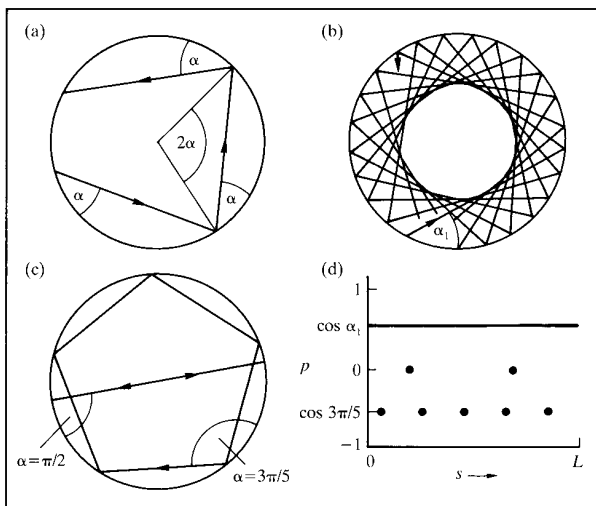 (a)
α
2α
α
α
(b)
α₁
(c)
α=π/2
α=3π/5
(d)
1
cos α₁
p
0
cos 3π/5
−1
0
s →
L